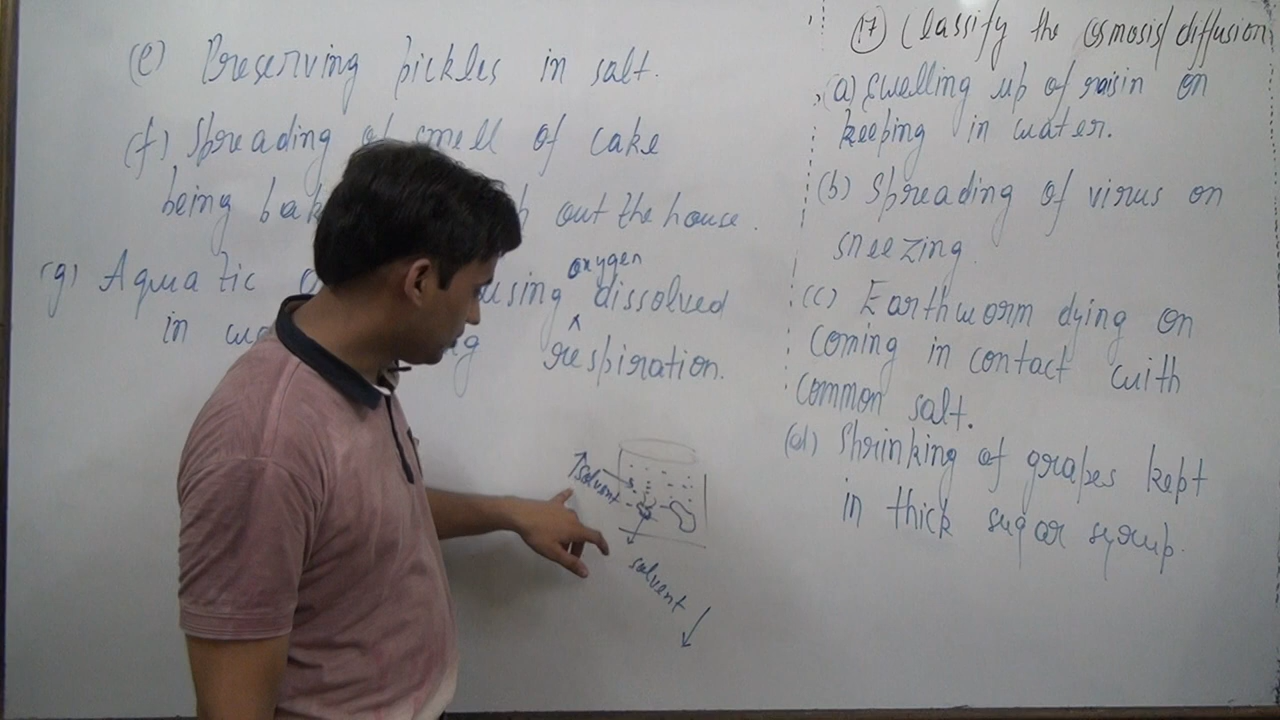 (17) Classify the osmosis/diffusion
(a) Swelling up of raisin on
keeping in water.
(b) Spreading of virus on
sneezing.
(c) Earthworm dying on
coming in contact with
common salt.
(d) Shrinking of grapes kept
in thick sugar syrup.
(e) Preserving pickles in salt.
(f) Spreading of smell of cake
being out the house.
oxygen
(g) Aquatic using dissolved
in respiration.
↑ solvent
solvent ↓